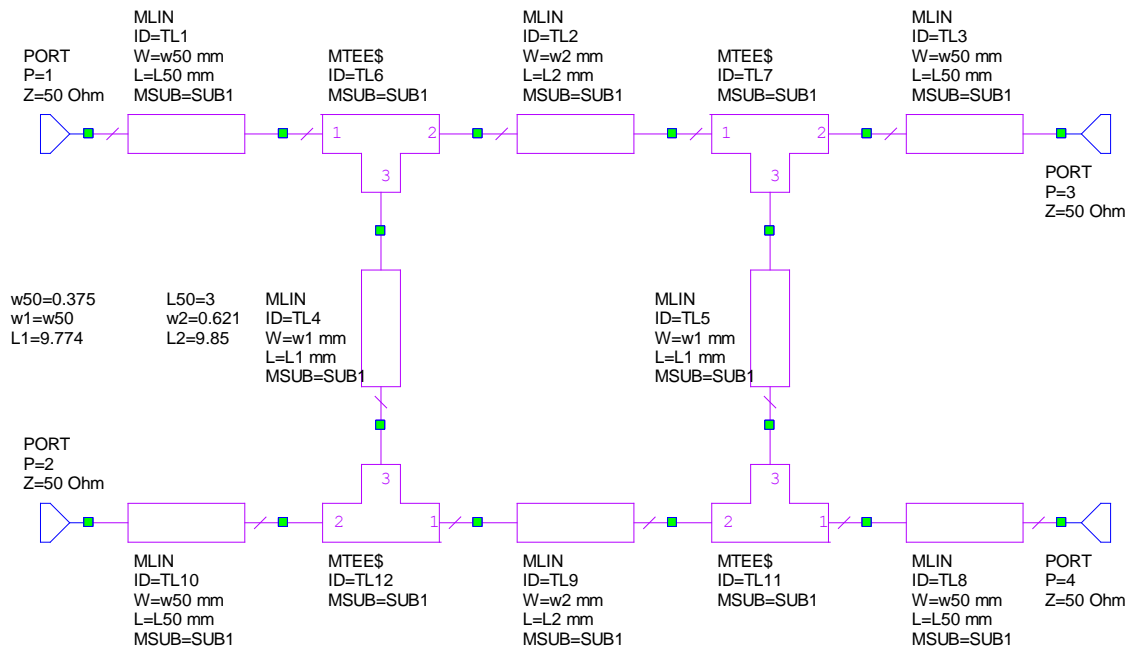 MLIN
ID=TL1
W=w50 mm
L=L50 mm
MSUB=SUB1
MLIN
ID=TL2
W=w2 mm
L=L2 mm
MSUB=SUB1
MLIN
ID=TL3
W=w50 mm
L=L50 mm
MSUB=SUB1
PORT
P=1
Z=50 Ohm
MTEE$
ID=TL6
MSUB=SUB1
MTEE$
ID=TL7
MSUB=SUB1
1 2
3
1 2
3
PORT
P=3
Z=50 Ohm
w50=0.375
w1=w50
L1=9.774
L50=3
w2=0.621
L2=9.85
MLIN
ID=TL4
W=w1 mm
L=L1 mm
MSUB=SUB1
MLIN
ID=TL5
W=w1 mm
L=L1 mm
MSUB=SUB1
PORT
P=2
Z=50 Ohm
3
2 1
3
2 1
MLIN
ID=TL10
W=w50 mm
L=L50 mm
MSUB=SUB1
MTEE$
ID=TL12
MSUB=SUB1
MLIN
ID=TL9
W=w2 mm
L=L2 mm
MSUB=SUB1
MTEE$
ID=TL11
MSUB=SUB1
MLIN
ID=TL8
W=w50 mm
L=L50 mm
MSUB=SUB1
PORT
P=4
Z=50 Ohm